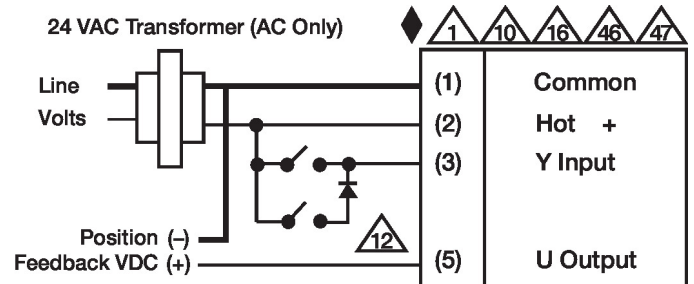 24 VAC Transformer (AC Only)
1 10 16 46 47
Line
Volts
(1) Common
(2) Hot +
(3) Y Input
12
Position (–)
Feedback VDC (+)
(5) U Output